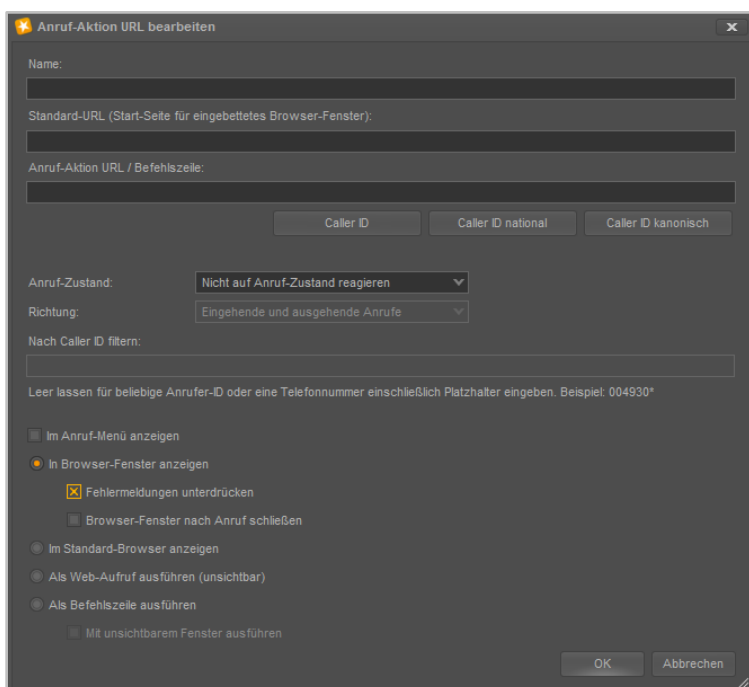 Anruf-Aktion URL bearbeiten
Name:
Standard-URL (Start-Seite für eingebettetes Browser-Fenster):
Anruf-Aktion URL / Befehlszeile:
Caller ID
Caller ID national
Caller ID kanonisch
Anruf-Zustand:
Nicht auf Anruf-Zustand reagieren
Richtung:
Eingehende und ausgehende Anrufe
Nach Caller ID filtern:
Leer lassen für beliebige Anrufer-ID oder eine Telefonnummer einschließlich Platzhalter eingeben. Beispiel: 004930*
Im Anruf-Menü anzeigen
In Browser-Fenster anzeigen
Fehlermeldungen unterdrücken
Browser-Fenster nach Anruf schließen
Im Standard-Browser anzeigen
Als Web-Aufruf ausführen (unsichtbar)
Als Befehlszeile ausführen
Mit unsichtbarem Fenster ausführen
OK
Abbrechen